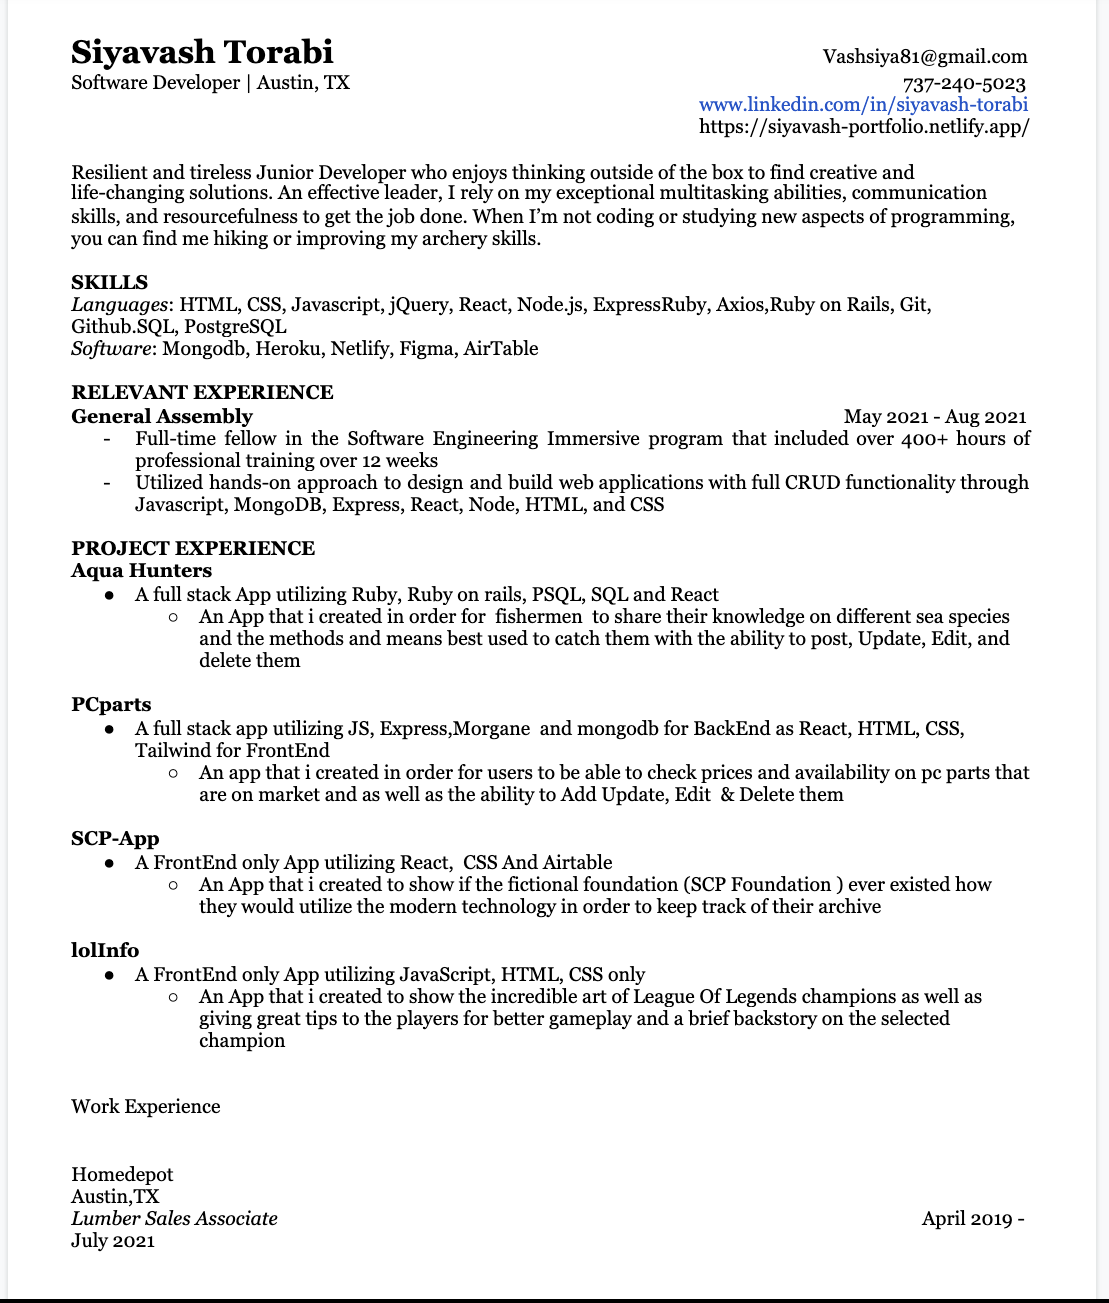 Siyavash Torabi
Vashsiya81@gmail.com
Software Developer | Austin, TX
737-240-5023
www.linkedin.com/in/siyavash-torabi
https://siyavash-portfolio.netlify.app/
Resilient and tireless Junior Developer who enjoys thinking outside of the box to find creative and
life-changing solutions. An effective leader, I rely on my exceptional multitasking abilities, communication
skills, and resourcefulness to get the job done. When I’m not coding or studying new aspects of programming,
you can find me hiking or improving my archery skills.
SKILLS
Languages: HTML, CSS, Javascript, jQuery, React, Node.js, ExpressRuby, Axios,Ruby on Rails, Git,
Github.SQL, PostgreSQL
Software: Mongodb, Heroku, Netlify, Figma, AirTable
RELEVANT EXPERIENCE
General Assembly May 2021 - Aug 2021
- Full-time fellow in the Software Engineering Immersive program that included over 400+ hours of
professional training over 12 weeks
- Utilized hands-on approach to design and build web applications with full CRUD functionality through
Javascript, MongoDB, Express, React, Node, HTML, and CSS
PROJECT EXPERIENCE
Aqua Hunters
● A full stack App utilizing Ruby, Ruby on rails, PSQL, SQL and React
○ An App that i created in order for fishermen to share their knowledge on different sea species
and the methods and means best used to catch them with the ability to post, Update, Edit, and
delete them
PCparts
● A full stack app utilizing JS, Express,Morgane and mongodb for BackEnd as React, HTML, CSS,
Tailwind for FrontEnd
○ An app that i created in order for users to be able to check prices and availability on pc parts that
are on market and as well as the ability to Add Update, Edit & Delete them
SCP-App
● A FrontEnd only App utilizing React, CSS And Airtable
○ An App that i created to show if the fictional foundation (SCP Foundation ) ever existed how
they would utilize the modern technology in order to keep track of their archive
lolInfo
● A FrontEnd only App utilizing JavaScript, HTML, CSS only
○ An App that i created to show the incredible art of League Of Legends champions as well as
giving great tips to the players for better gameplay and a brief backstory on the selected
champion
Work Experience
Homedepot
Austin,TX
Lumber Sales Associate April 2019 -
July 2021